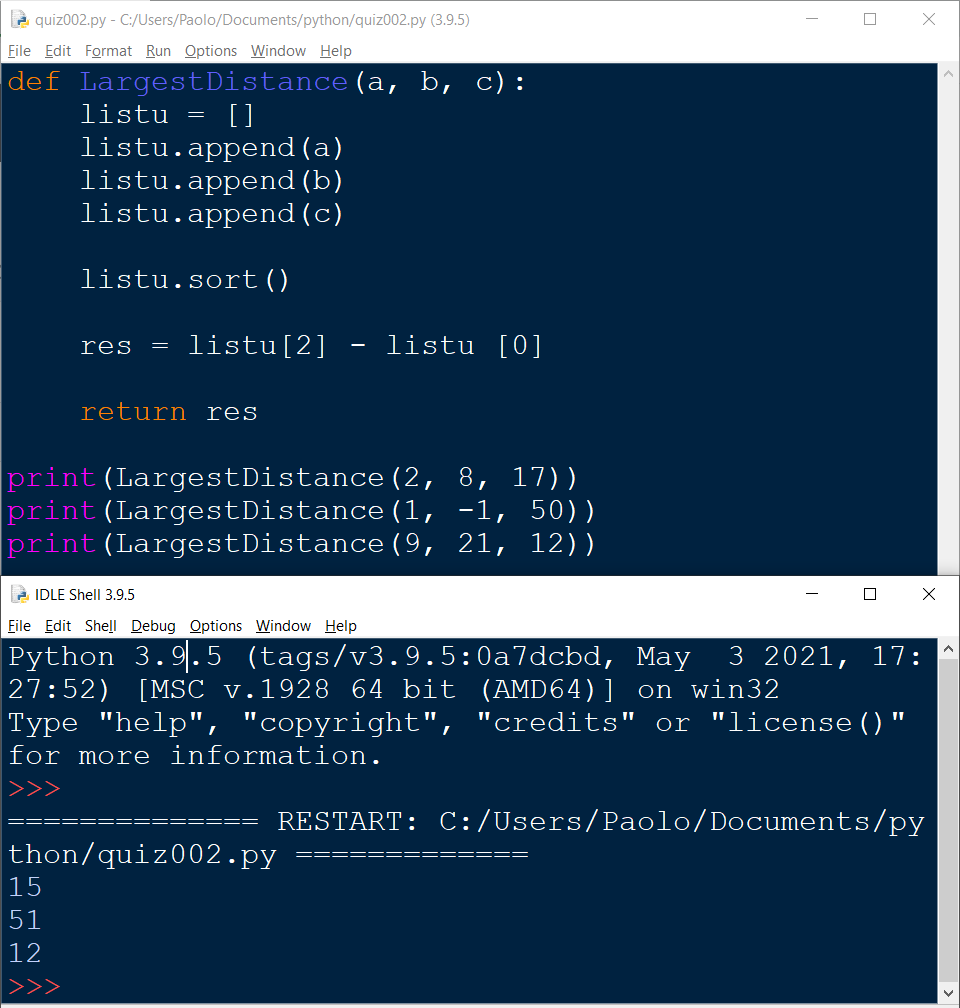 quiz002.py - C:/Users/Paolo/Documents/python/quiz002.py (3.9.5)
File Edit Format Run Options Window Help
def LargestDistance(a, b, c):
    listu = []
    listu.append(a)
    listu.append(b)
    listu.append(c)
    listu.sort()
    res = listu[2] - listu [0]
    return res
print(LargestDistance(2, 8, 17))
print(LargestDistance(1, -1, 50))
print(LargestDistance(9, 21, 12))
IDLE Shell 3.9.5
File Edit Shell Debug Options Window Help
Python 3.9.5 (tags/v3.9.5:0a7dcbd, May  3 2021, 17:
27:52) [MSC v.1928 64 bit (AMD64)] on win32
Type "help", "copyright", "credits" or "license()"
for more information.
>>>
============== RESTART: C:/Users/Paolo/Documents/py
thon/quiz002.py =============
15
51
12
>>>